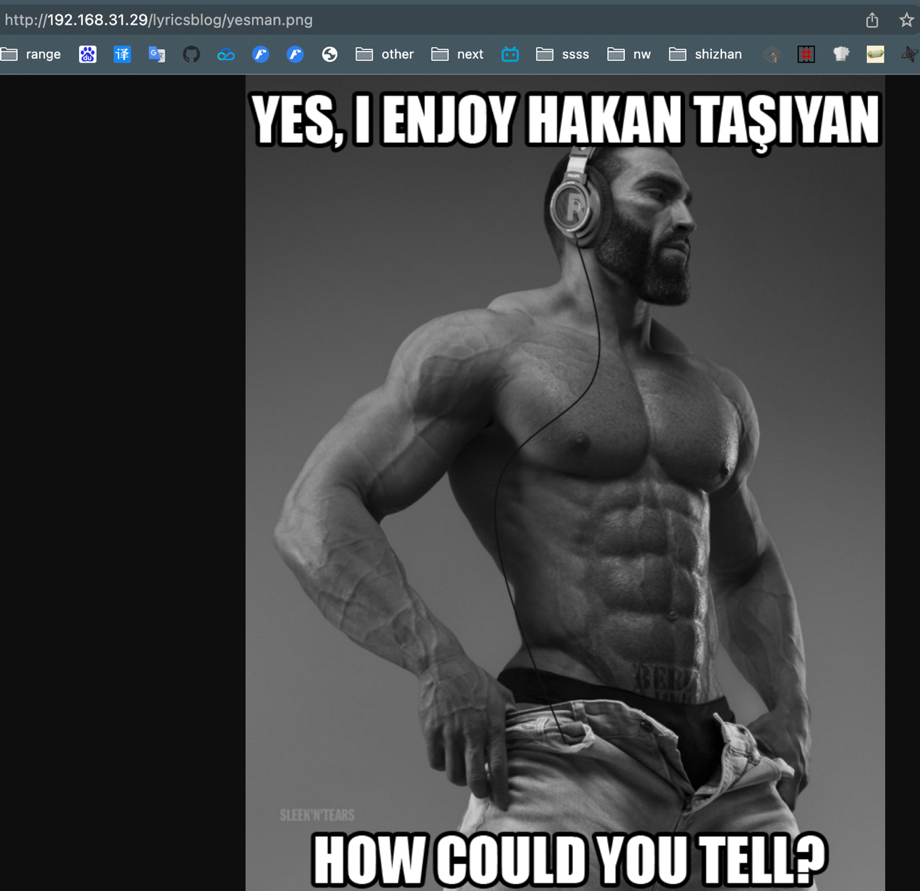 http://192.168.31.29/lyricsblog/yesman.png
range
译
other
next
ssss
nw
shizhan
YES, I ENJOY HAKAN TAŞIYAN
R
SLEEK'N'TEARS
HOW COULD YOU TELL?